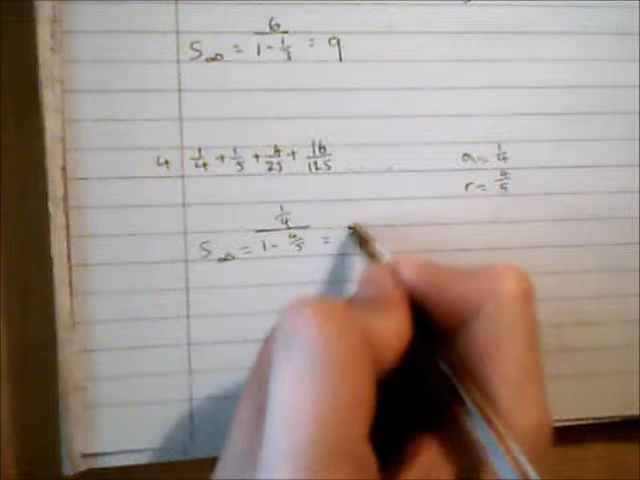 6
S∞ = 1 - 1/3 = 9
4 1/4 + 1/5 + 4/25 + 16/125 a = 1/4
r = 4/5
1/4
S∞ = 1 - 4/5 =